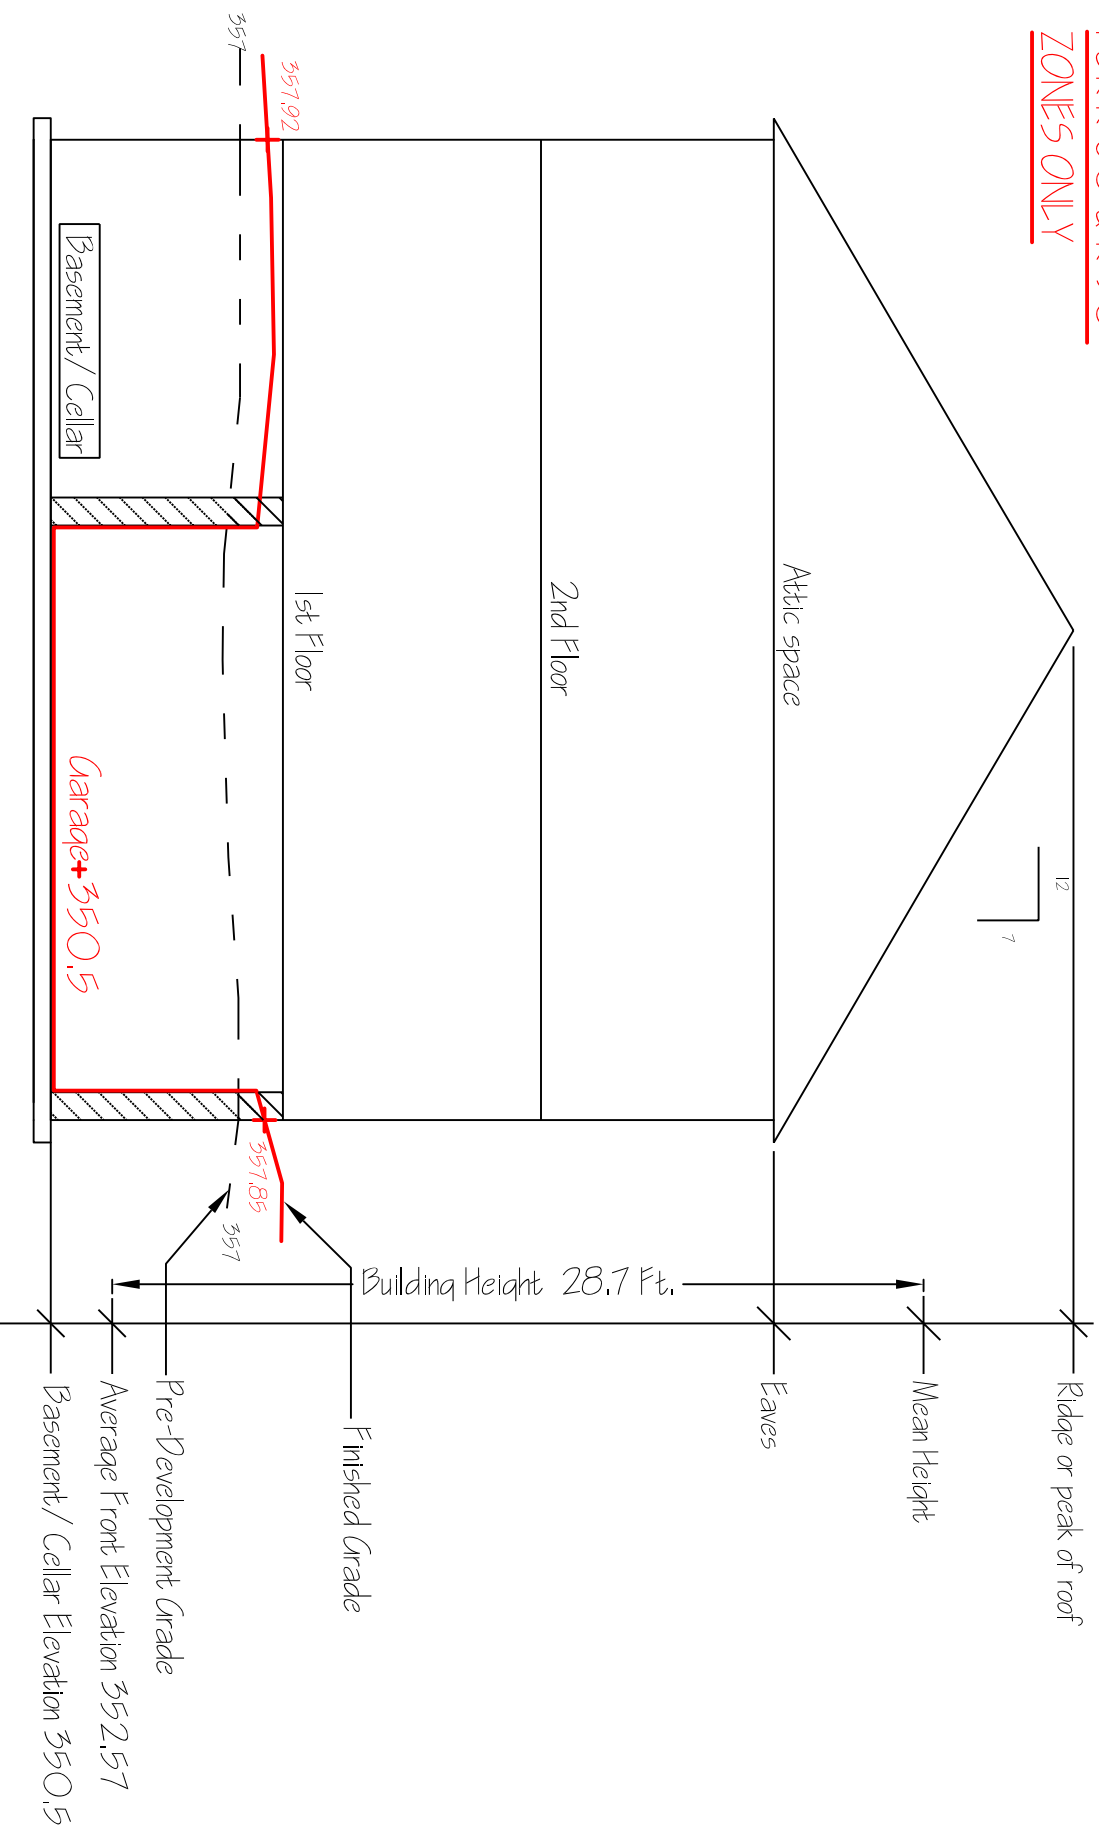 ZONES ONLY
12
7
Ridge or peak of roof
Mean Height
Attic space
Eaves
2nd Floor
Building Height 28.7 Ft.
1st Floor
Finished Grade
357.92
357.85
357
357
Pre-Development Grade
Basement/ Cellar
Garage+350.5
Average Front Elevation 352.57
Basement/ Cellar Elevation 350.5